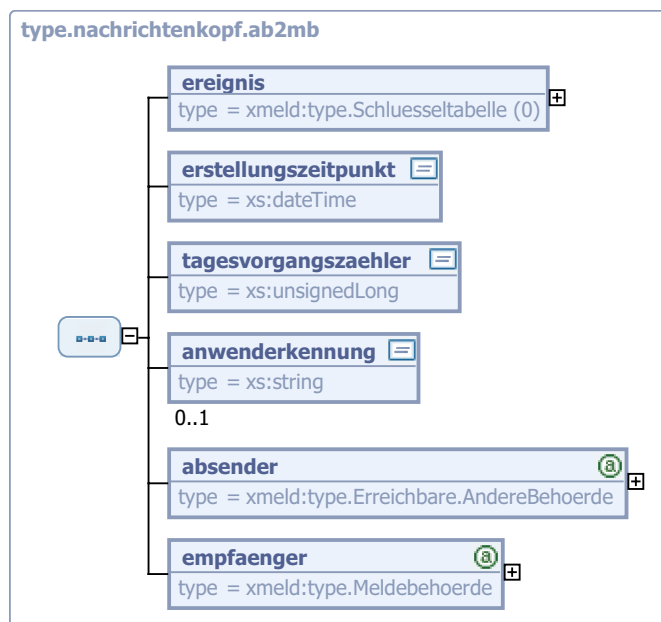 type.nachrichtenkopf.ab2mb
ereignis
type = xmeld:type.Schluesseltabelle (0)
erstellungszeitpunkt
type = xs:dateTime
tagesvorgangszaehler
type = xs:unsignedLong
anwenderkennung
type = xs:string
0..1
absender
type = xmeld:type.Erreichbare.AndereBehoerde
empfaenger
type = xmeld:type.Meldebehoerde